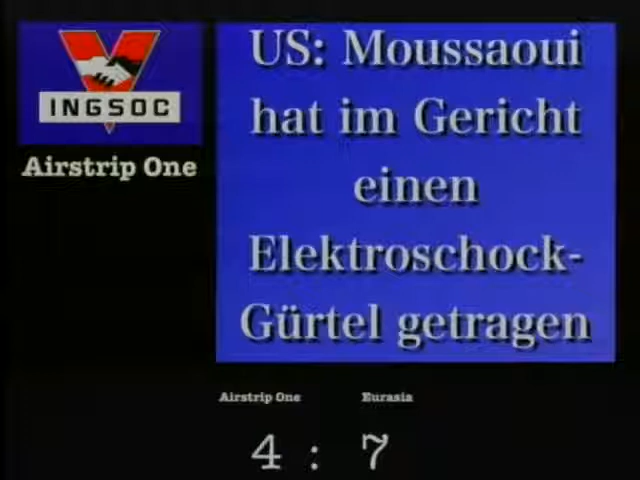 INGSOC
Airstrip One
US: Moussaoui
hat im Gericht
einen
Elektroschock-
Gürtel getragen
Airstrip One Eurasia
4 : 7